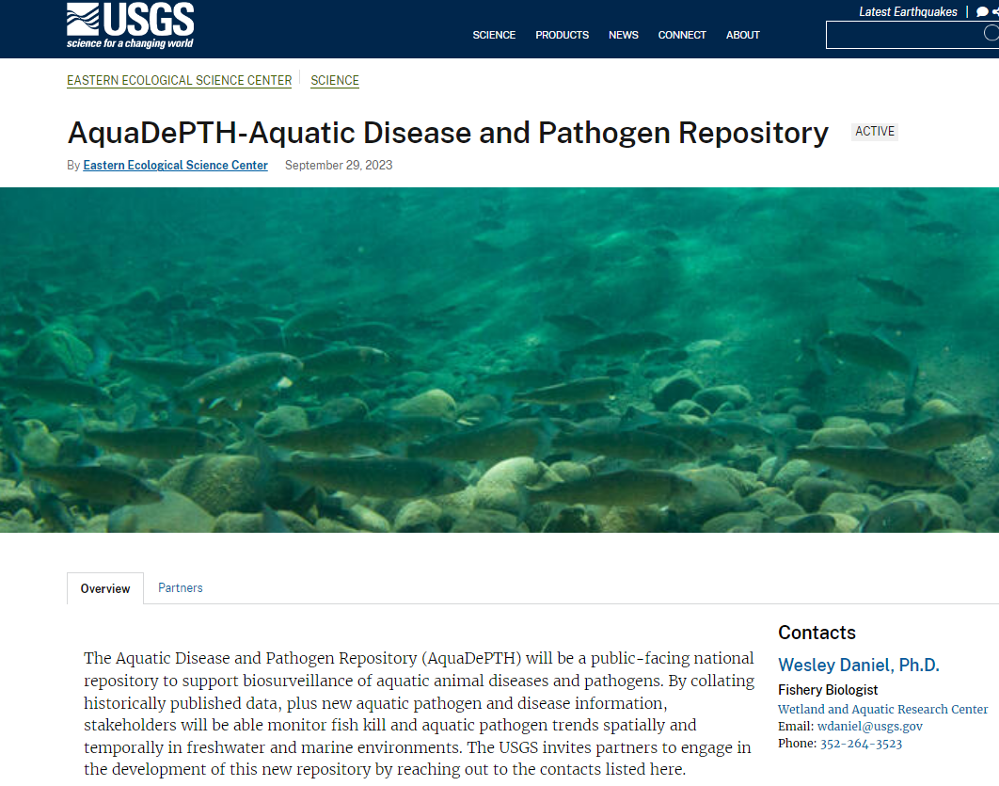 USGS
science for a changing world
Latest Earthquakes |
SCIENCE PRODUCTS NEWS CONNECT ABOUT
EASTERN ECOLOGICAL SCIENCE CENTER SCIENCE
AquaDePTH-Aquatic Disease and Pathogen Repository ACTIVE
By Eastern Ecological Science Center September 29, 2023
Overview Partners
The Aquatic Disease and Pathogen Repository (AquaDePTH) will be a public-facing national
repository to support biosurveillance of aquatic animal diseases and pathogens. By collating
historically published data, plus new aquatic pathogen and disease information,
stakeholders will be able monitor fish kill and aquatic pathogen trends spatially and
temporally in freshwater and marine environments. The USGS invites partners to engage in
the development of this new repository by reaching out to the contacts listed here.
Contacts
Wesley Daniel, Ph.D.
Fishery Biologist
Wetland and Aquatic Research Center
Email: wdaniel@usgs.gov
Phone: 352-264-3523